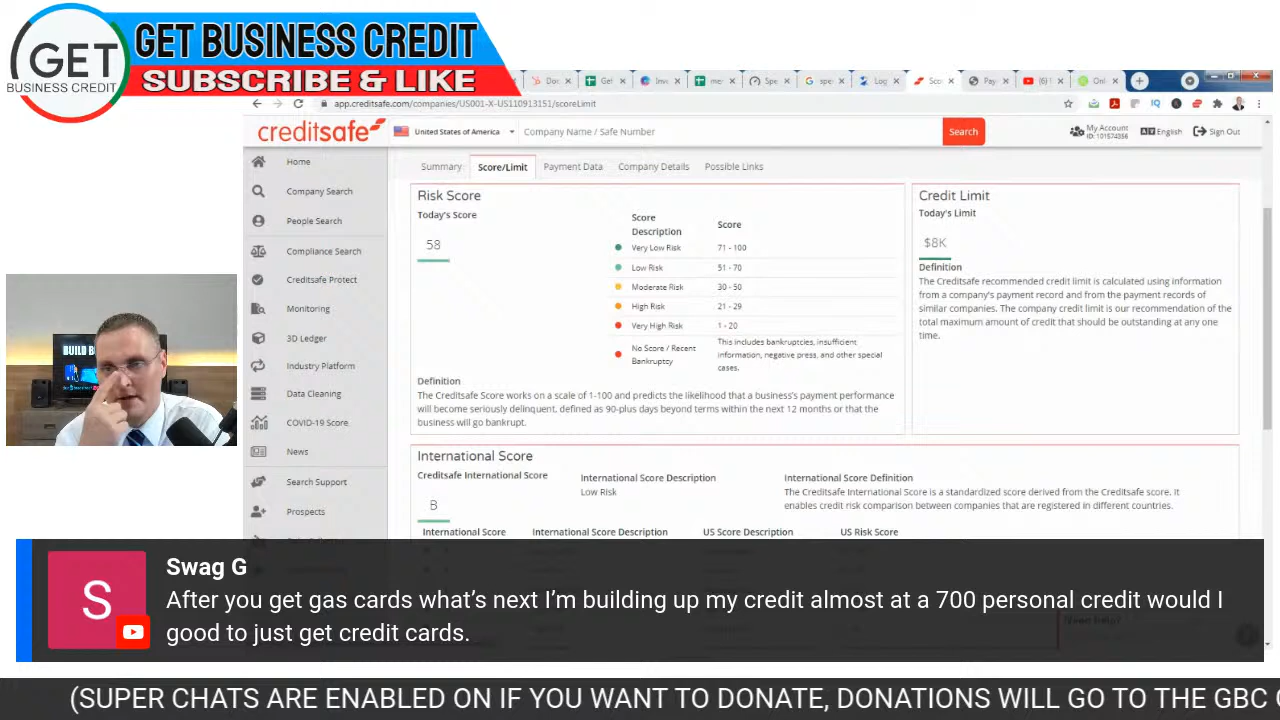 GET
BUSINESS CREDIT
GET BUSINESS CREDIT
SUBSCRIBE & LIKE
app.creditsafe.com/companies/US001-X-US110913151/scoreLimit
creditsafe
United States of America
Company Name / Safe Number
Search
My Account
ID: 101574356
English
Sign Out
Home
Company Search
People Search
Compliance Search
Creditsafe Protect
Monitoring
3D Ledger
Industry Platform
Data Cleaning
COVID-19 Score
News
Search Support
Prospects
Summary
Score/Limit
Payment Data
Company Details
Possible Links
Risk Score
Today's Score
58
Score Description
Score
Very Low Risk
71 - 100
Low Risk
51 - 70
Moderate Risk
30 - 50
High Risk
21 - 29
Very High Risk
1 - 20
No Score / Recent
Bankruptcy
This includes bankruptcies, insufficient
information, negative press, and other special
cases.
Definition
The Creditsafe Score works on a scale of 1-100 and predicts the likelihood that a business's payment performance
will become seriously delinquent, defined as 90-plus days beyond terms within the next 12 months or that the
business will go bankrupt.
Credit Limit
Today's Limit
$8K
Definition
The Creditsafe recommended credit limit is calculated using information
from a company's payment record and from the payment records of
similar companies. The company credit limit is our recommendation of the
total maximum amount of credit that should be outstanding at any one
time.
International Score
Creditsafe International Score
B
International Score Description
Low Risk
International Score Definition
The Creditsafe International Score is a standardized score derived from the Creditsafe score. It
enables credit risk comparison between companies that are registered in different countries.
International Score
International Score Description
US Score Description
US Risk Score
BUILD
S
Swag G
After you get gas cards what's next I'm building up my credit almost at a 700 personal credit would I
good to just get credit cards.
(SUPER CHATS ARE ENABLED ON IF YOU WANT TO DONATE, DONATIONS WILL GO TO THE GBC